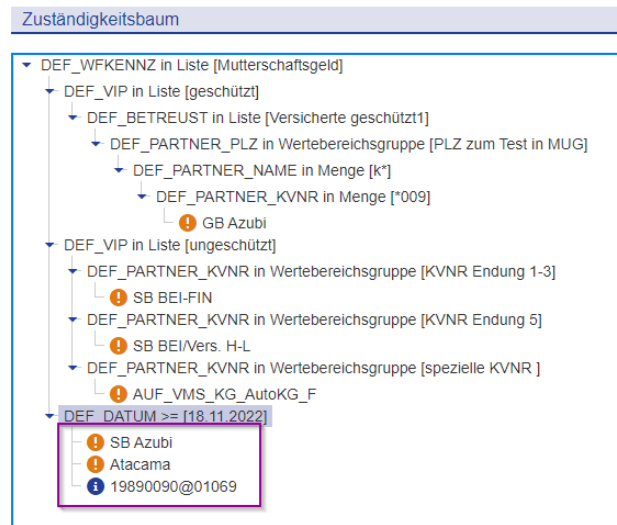 Zuständigkeitsbaum
DEF_WFKENNZ in Liste [Mutterschaftsgeld]
DEF_VIP in Liste [geschützt]
DEF_BETREUST in Liste [Versicherte geschützt1]
DEF_PARTNER_PLZ in Wertebereichsgruppe [PLZ zum Test in MUG]
DEF_PARTNER_NAME in Menge [k*]
DEF_PARTNER_KVNR in Menge [*009]
GB Azubi
DEF_VIP in Liste [ungeschützt]
DEF_PARTNER_KVNR in Wertebereichsgruppe [KVNR Endung 1-3]
SB BEI-FIN
DEF_PARTNER_KVNR in Wertebereichsgruppe [KVNR Endung 5]
SB BEI/Vers. H-L
DEF_PARTNER_KVNR in Wertebereichsgruppe [spezielle KVNR ]
AUF_VMS_KG_AutoKG_F
DEF_DATUM >= [18.11.2022]
SB Azubi
Atacama
19890090@01069